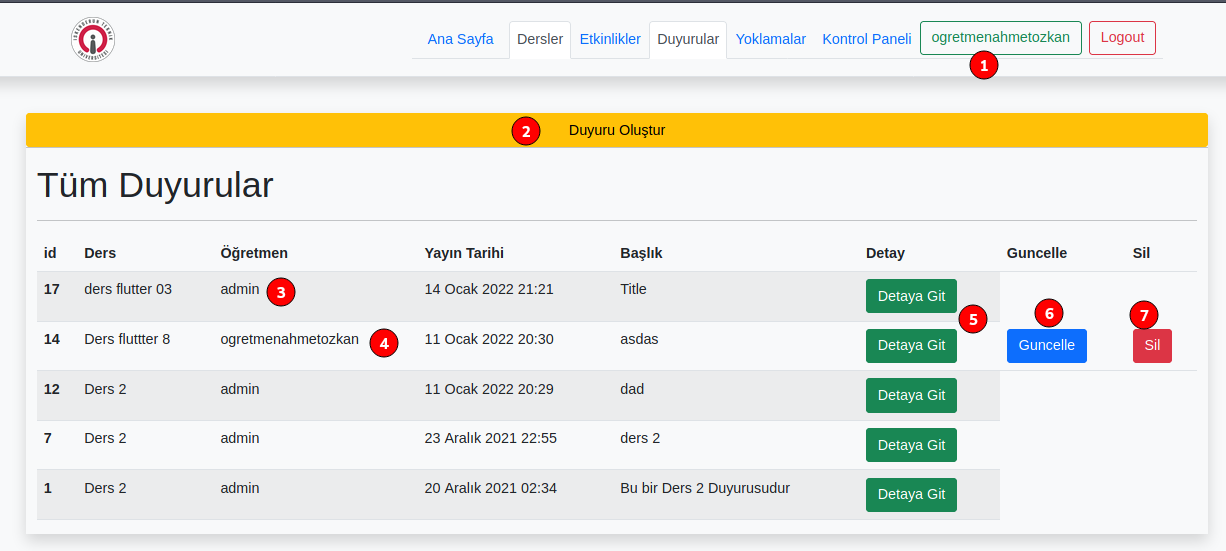 İSKENDERUN TEKNİK ÜNİVERSİTESİ
Ana Sayfa Dersler Etkinlikler Duyurular Yoklamalar Kontrol Paneli ogretmenahmetozkan Logout
1
2 Duyuru Oluştur
Tüm Duyurular
id Ders Öğretmen Yayın Tarihi Başlık Detay Guncelle Sil
17 ders flutter 03 admin 3 14 Ocak 2022 21:21 Title Detaya Git
5 6 7
14 Ders fluttter 8 ogretmenahmetozkan 4 11 Ocak 2022 20:30 asdas Detaya Git Guncelle Sil
12 Ders 2 admin 11 Ocak 2022 20:29 dad Detaya Git
7 Ders 2 admin 23 Aralık 2021 22:55 ders 2 Detaya Git
1 Ders 2 admin 20 Aralık 2021 02:34 Bu bir Ders 2 Duyurusudur Detaya Git